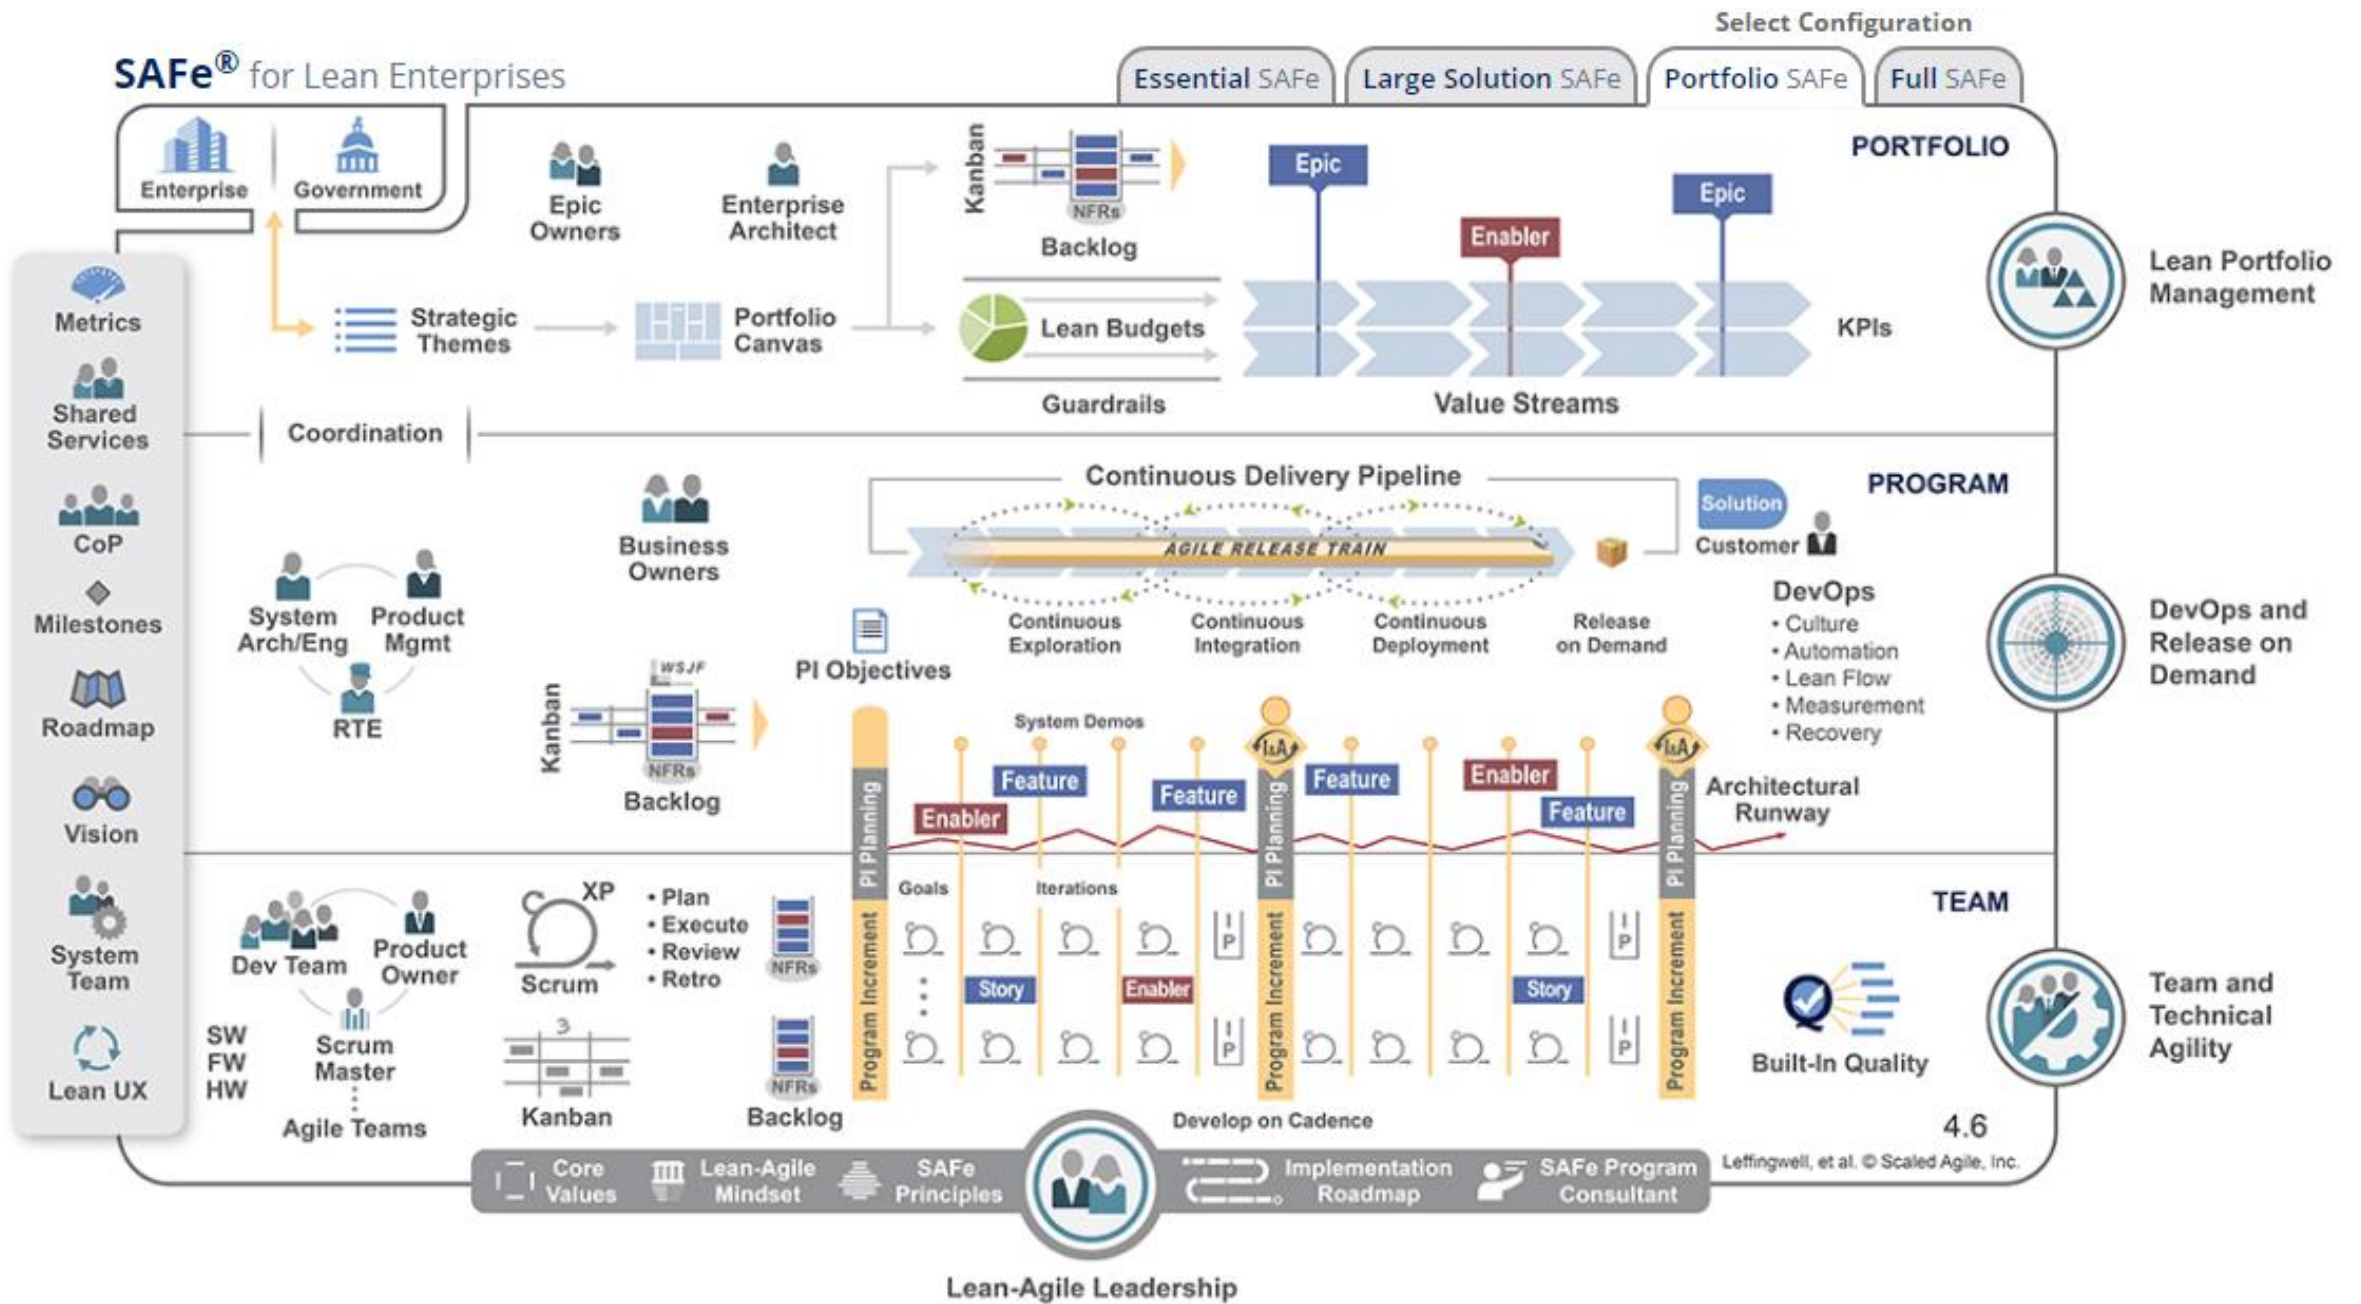 Select Configuration
SAFe® for Lean Enterprises
Essential SAFe
Large Solution SAFe
Portfolio SAFe
Full SAFe
Enterprise
Government
Epic
Owners
Enterprise
Architect
Kanban
NFRs
Backlog
Epic
Enabler
Epic
PORTFOLIO
Strategic
Themes
Portfolio
Canvas
Lean Budgets
Guardrails
Value Streams
KPIs
Lean Portfolio
Management
Metrics
Shared
Services
CoP
Milestones
Roadmap
Vision
System
Team
Lean UX
Coordination
Business
Owners
System
Arch/Eng
Product
Mgmt
RTE
Continuous Delivery Pipeline
AGILE RELEASE TRAIN
Continuous
Exploration
Continuous
Integration
Continuous
Deployment
Release
on Demand
Solution
Customer
PROGRAM
DevOps
• Culture
• Automation
• Lean Flow
• Measurement
• Recovery
DevOps and
Release on
Demand
PI Objectives
WSJF
Kanban
NFRs
Backlog
System Demos
I&A
I&A
Enabler
Feature
Feature
Feature
Enabler
Feature
Architectural
Runway
PI Planning
PI Planning
PI Planning
Goals
Iterations
Program Increment
Program Increment
Program Increment
I
P
I
P
I
P
I
P
Story
Enabler
Story
TEAM
Dev Team
Product
Owner
Scrum
Master
Agile Teams
SW
FW
HW
XP
Scrum
• Plan
• Execute
• Review
• Retro
3
Kanban
NFRs
NFRs
Backlog
Develop on Cadence
Built-In Quality
Team and
Technical
Agility
4.6
Leffingwell, et al. © Scaled Agile, Inc.
Core
Values
Lean-Agile
Mindset
SAFe
Principles
Implementation
Roadmap
SAFe Program
Consultant
Lean-Agile Leadership